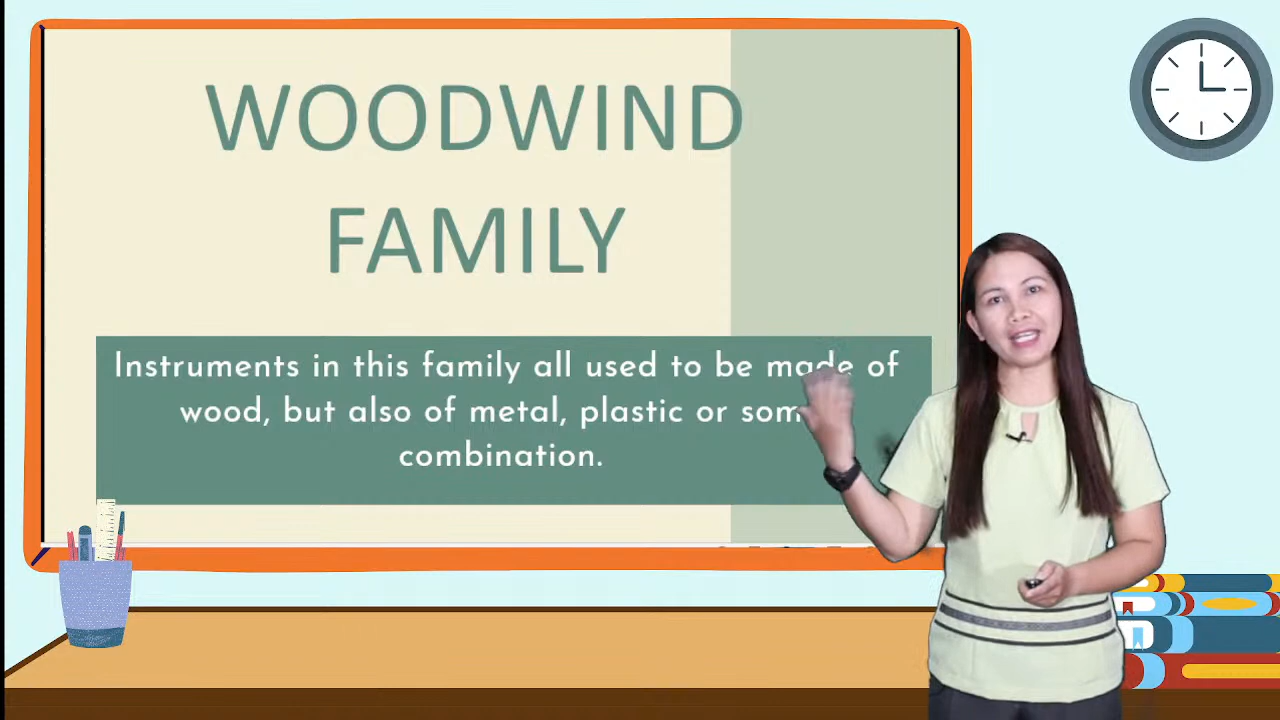 WOODWIND
FAMILY
Instruments in this family all used to be made of
wood, but also of metal, plastic or som
combination.